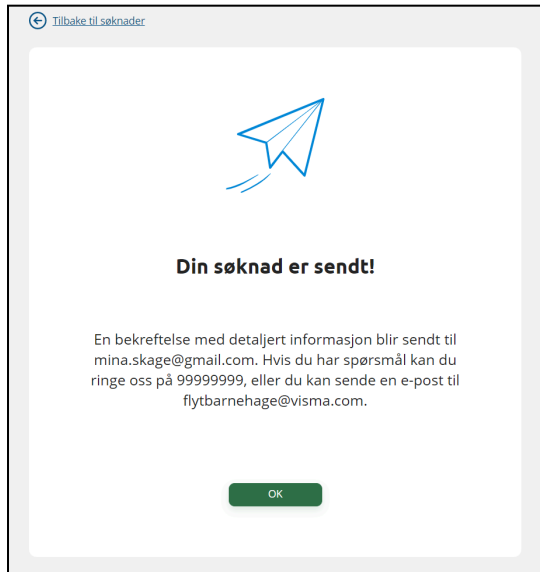 Tilbake til søknader
Din søknad er sendt!
En bekreftelse med detaljert informasjon blir sendt til
mina.skage@gmail.com. Hvis du har spørsmål kan du
ringe oss på 99999999, eller du kan sende en e-post til
flytbarnehage@visma.com.
OK